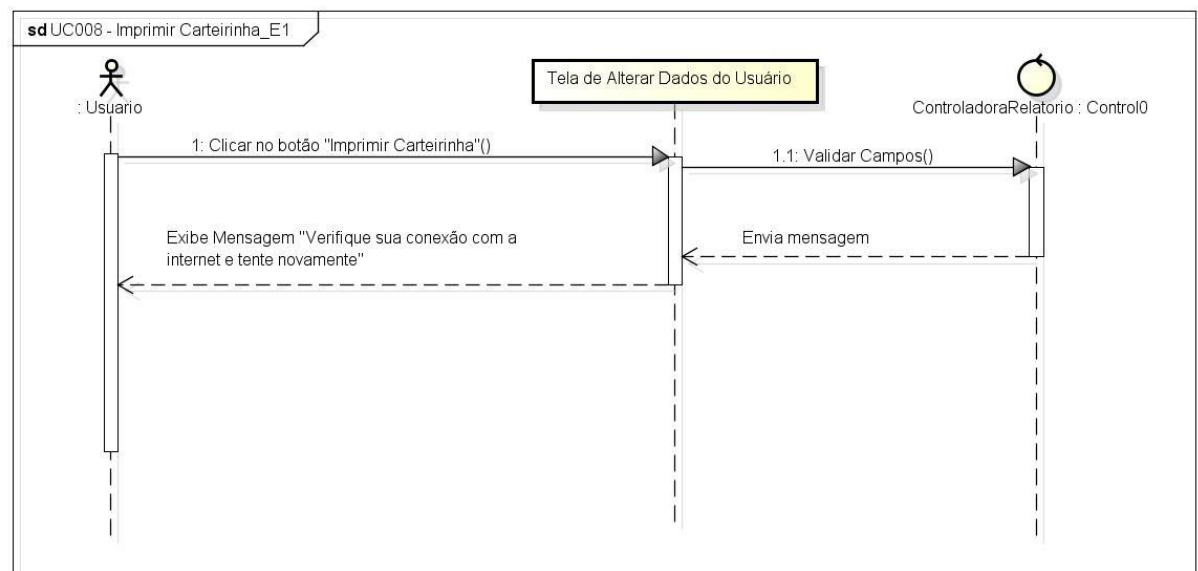 sd UC008 - Imprimir Carteirinha_E1
: Usuario
Tela de Alterar Dados do Usuário
ControladoraRelatorio : Control0
1: Clicar no botão "Imprimir Carteirinha"()
1.1: Validar Campos()
Exibe Mensagem "Verifique sua conexão com a
internet e tente novamente"
Envia mensagem